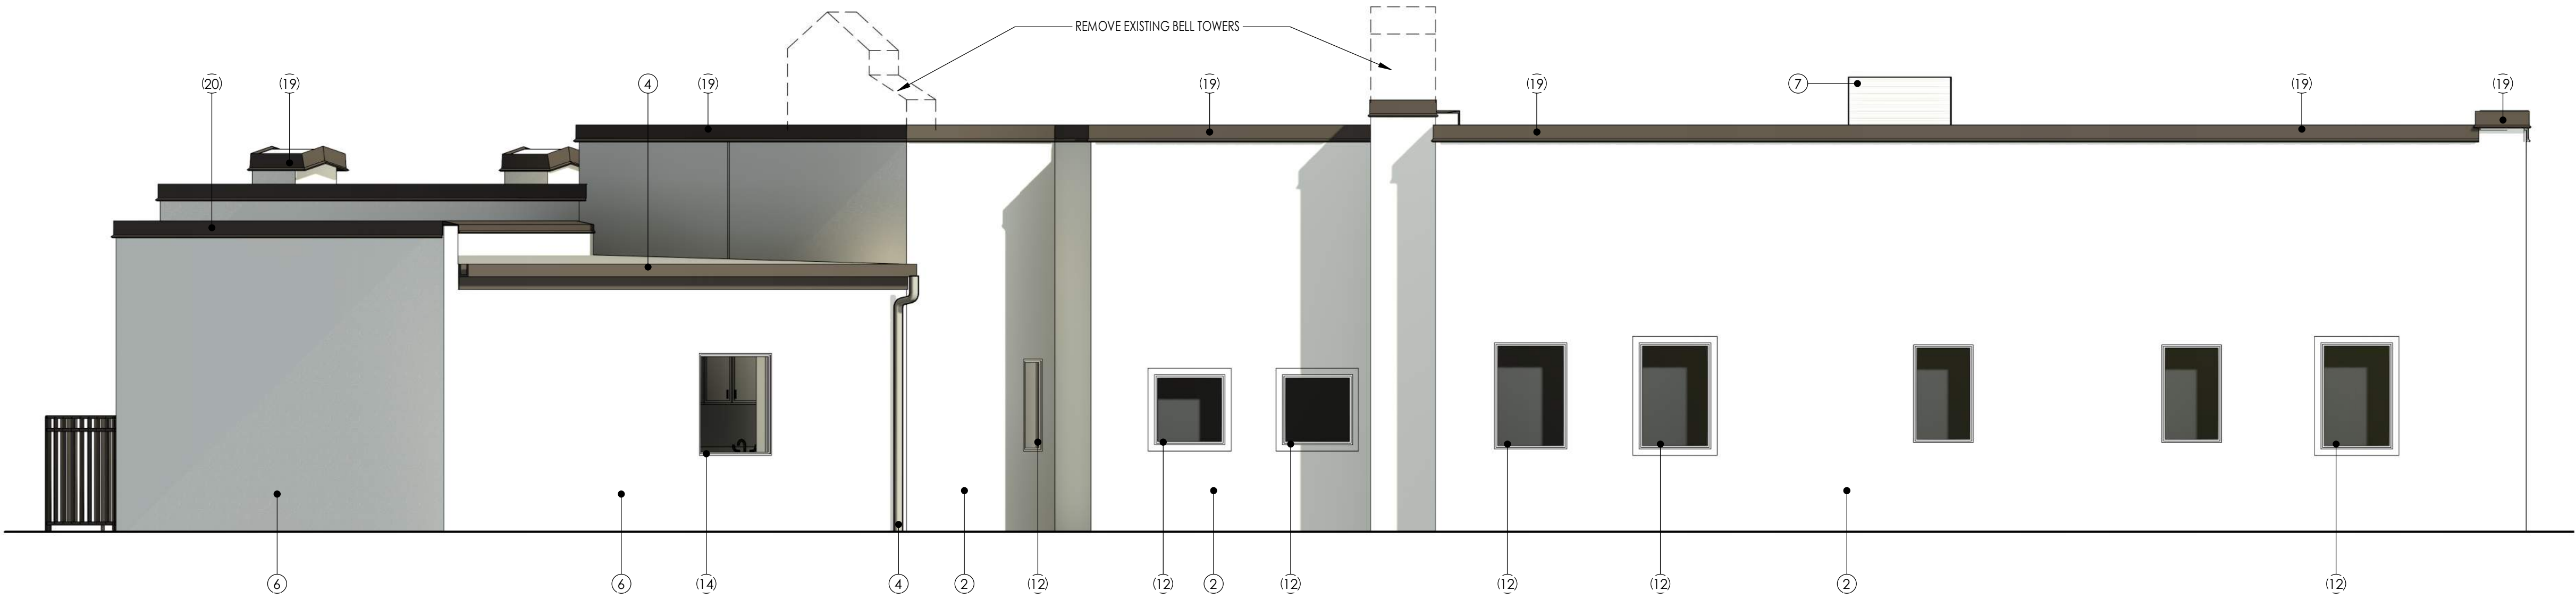 REMOVE EXISTING BELL TOWERS
(20) (19) 4 (19) (19) (19) 7 (19) (19)
6 6 (14) 4 2 (12) (12) 2 (12) (12) (12) 2 (12)